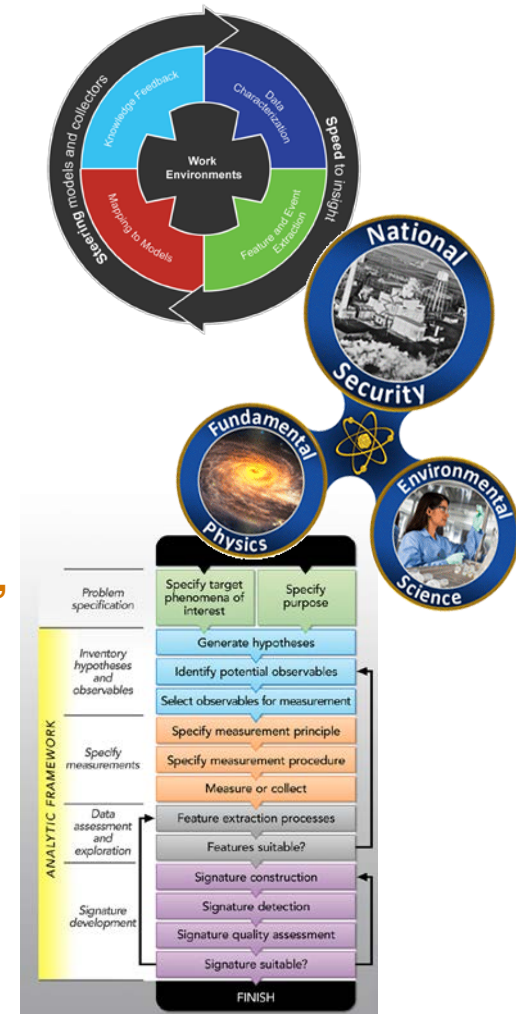 Steering models and collectors
Speed to insight
Knowledge Feedback
Data
Characterization
Work
Environments
Mapping to Models
Feature and Event
Extraction
National
Security
Fundamental
Physics
Environmental
Science
Problem
specification
Specify target
phenomena of
interest
Specify
purpose
ANALYTIC FRAMEWORK
Inventory
hypotheses
and
observables
Generate hypotheses
Identify potential observables
Select observables for measurement
Specify
measurements
Specify measurement principle
Specify measurement procedure
Measure or collect
Data
assessment
and
exploration
Feature extraction processes
Features suitable?
Signature
development
Signature construction
Signature detection
Signature quality assessment
Signature suitable?
FINISH